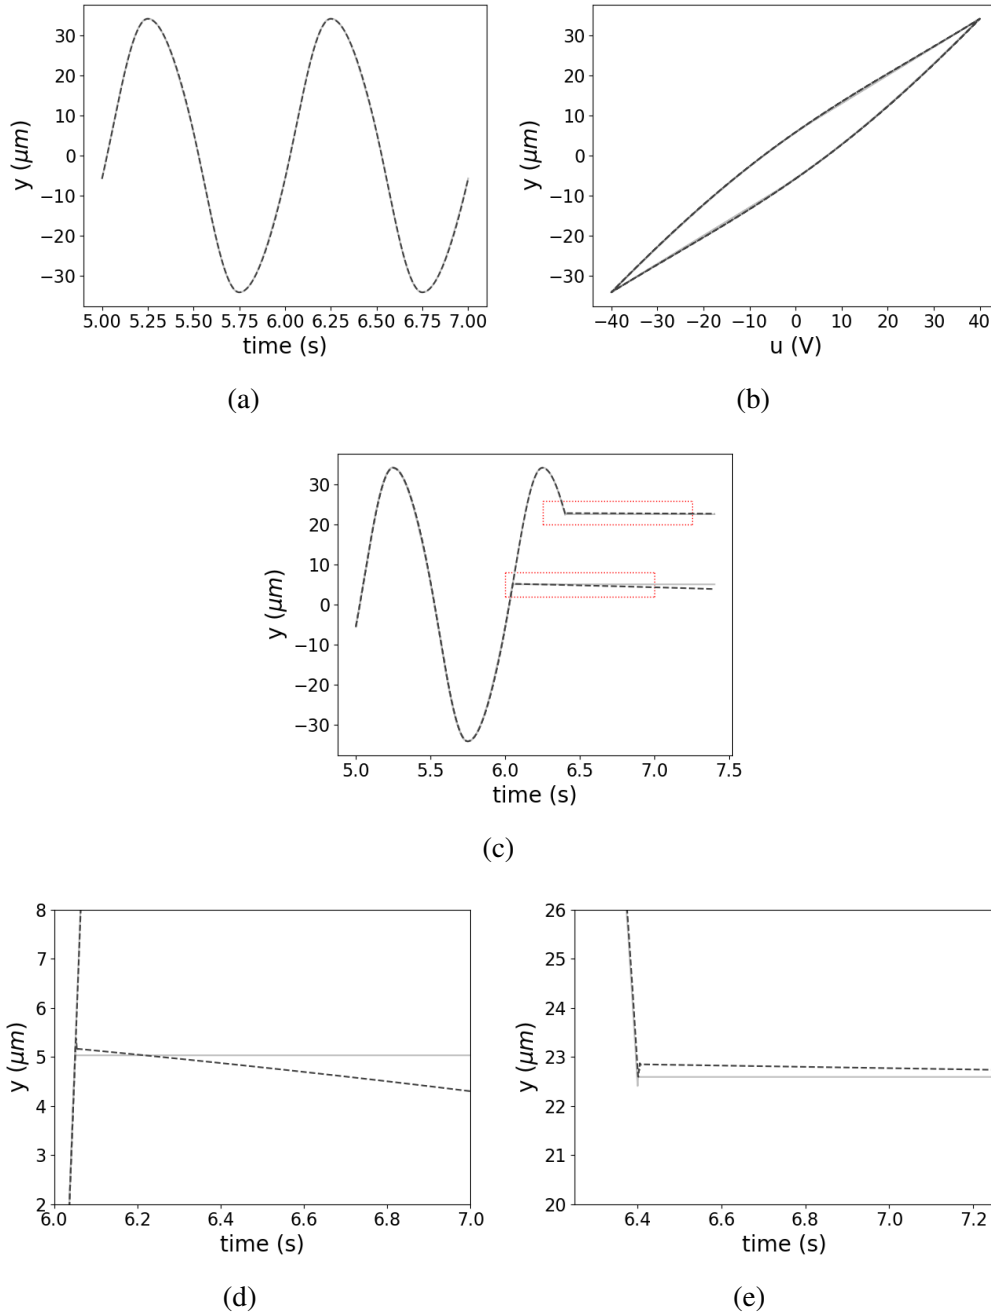 30
20
10
0
−10
−20
−30
y (μm)
5.00 5.25 5.50 5.75 6.00 6.25 6.50 6.75 7.00
time (s)
(a)
30
20
10
0
−10
−20
−30
y (μm)
−40 −30 −20 −10 0 10 20 30 40
u (V)
(b)
30
20
10
0
−10
−20
−30
y (μm)
5.0 5.5 6.0 6.5 7.0 7.5
time (s)
(c)
8
7
6
5
4
3
2
y (μm)
6.0 6.2 6.4 6.6 6.8 7.0
time (s)
(d)
26
25
24
23
22
21
20
y (μm)
6.4 6.6 6.8 7.0 7.2
time (s)
(e)